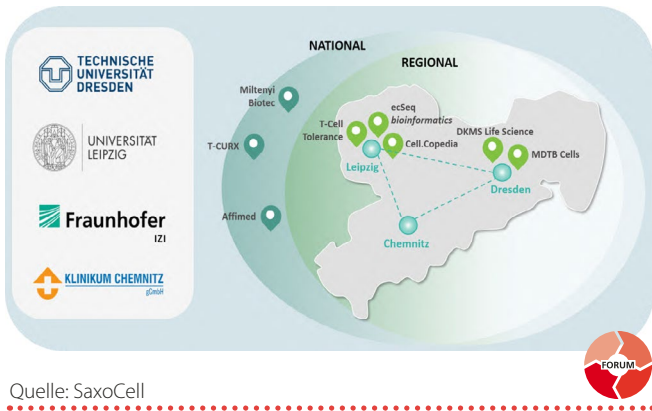 TECHNISCHE
UNIVERSITÄT
DRESDEN
UNIVERSITÄT
LEIPZIG
Fraunhofer
IZI
KLINIKUM CHEMNITZ
gGmbH
NATIONAL
REGIONAL
Miltenyi
Biotec
T-CURX
Affimed
T-Cell
Tolerance
ecSeq
bioinformatics
Cell.Copedia
Leipzig
DKMS Life Science
MDTB Cells
Dresden
Chemnitz
FORUM
Quelle: SaxoCell